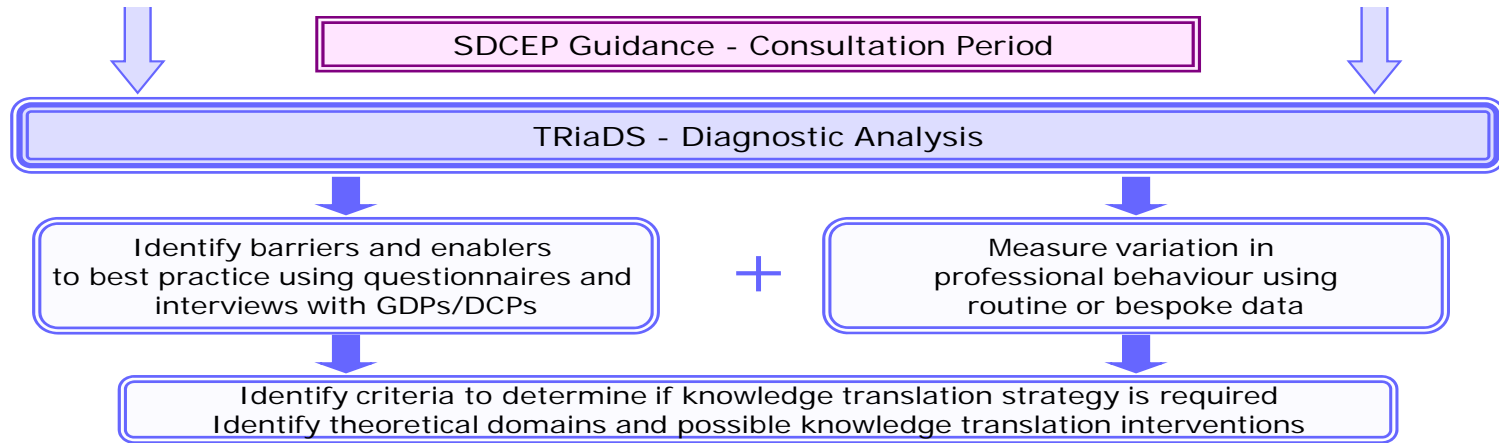 SDCEP Guidance - Consultation Period
TRiaDS - Diagnostic Analysis
Identify barriers and enablers
to best practice using questionnaires and
interviews with GDPs/DCPs
+
Measure variation in
professional behaviour using
routine or bespoke data
Identify criteria to determine if knowledge translation strategy is required
Identify theoretical domains and possible knowledge translation interventions